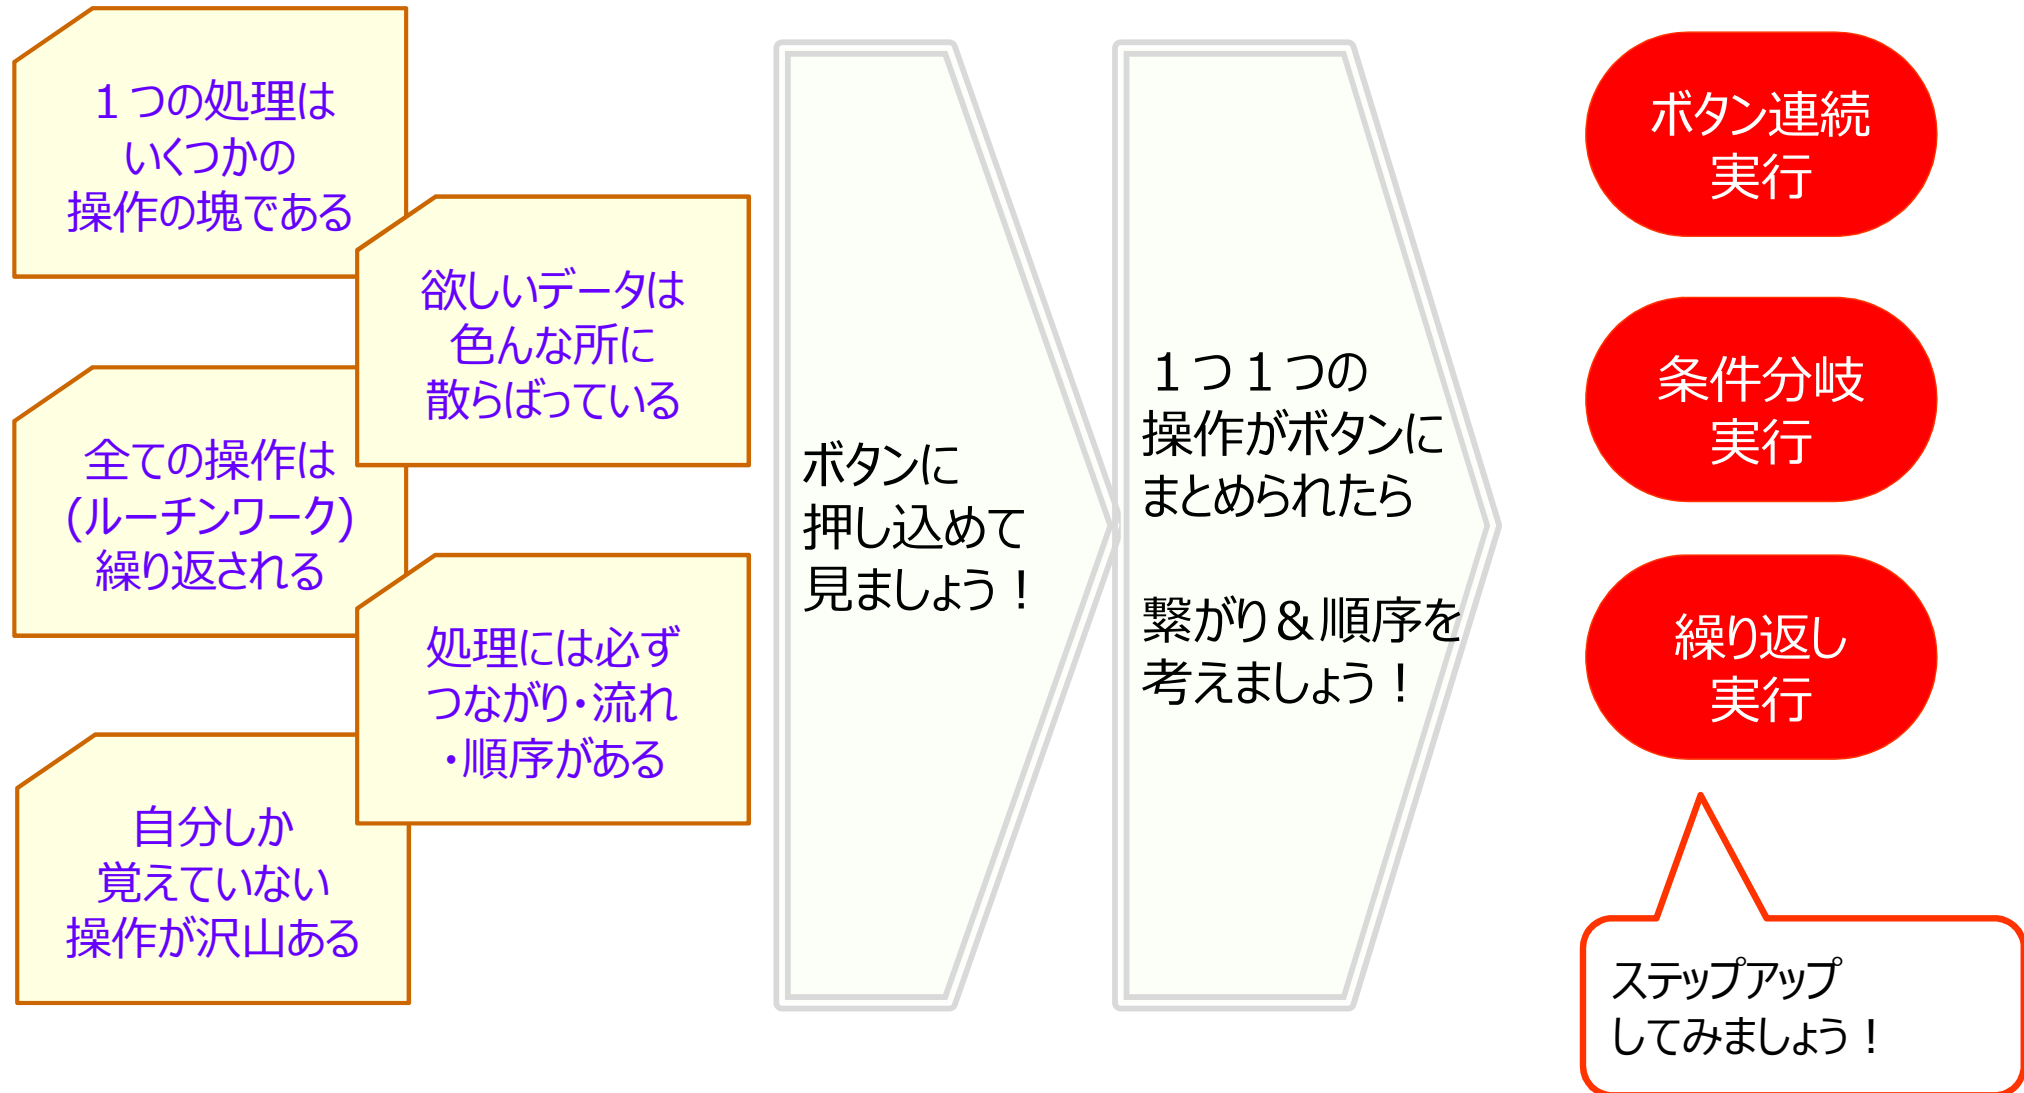 １つの処理は
いくつかの
操作の塊である
欲しいデータは
色んな所に
散らばっている
全ての操作は
(ルーチンワーク)
繰り返される
処理には必ず
つながり・流れ
・順序がある
自分しか
覚えていない
操作が沢山ある
ボタンに
押し込めて
見ましょう！
１つ１つの
操作がボタンに
まとめられたら
繋がり＆順序を
考えましょう！
ボタン連続
実行
条件分岐
実行
繰り返し
実行
ステップアップ
してみましょう！